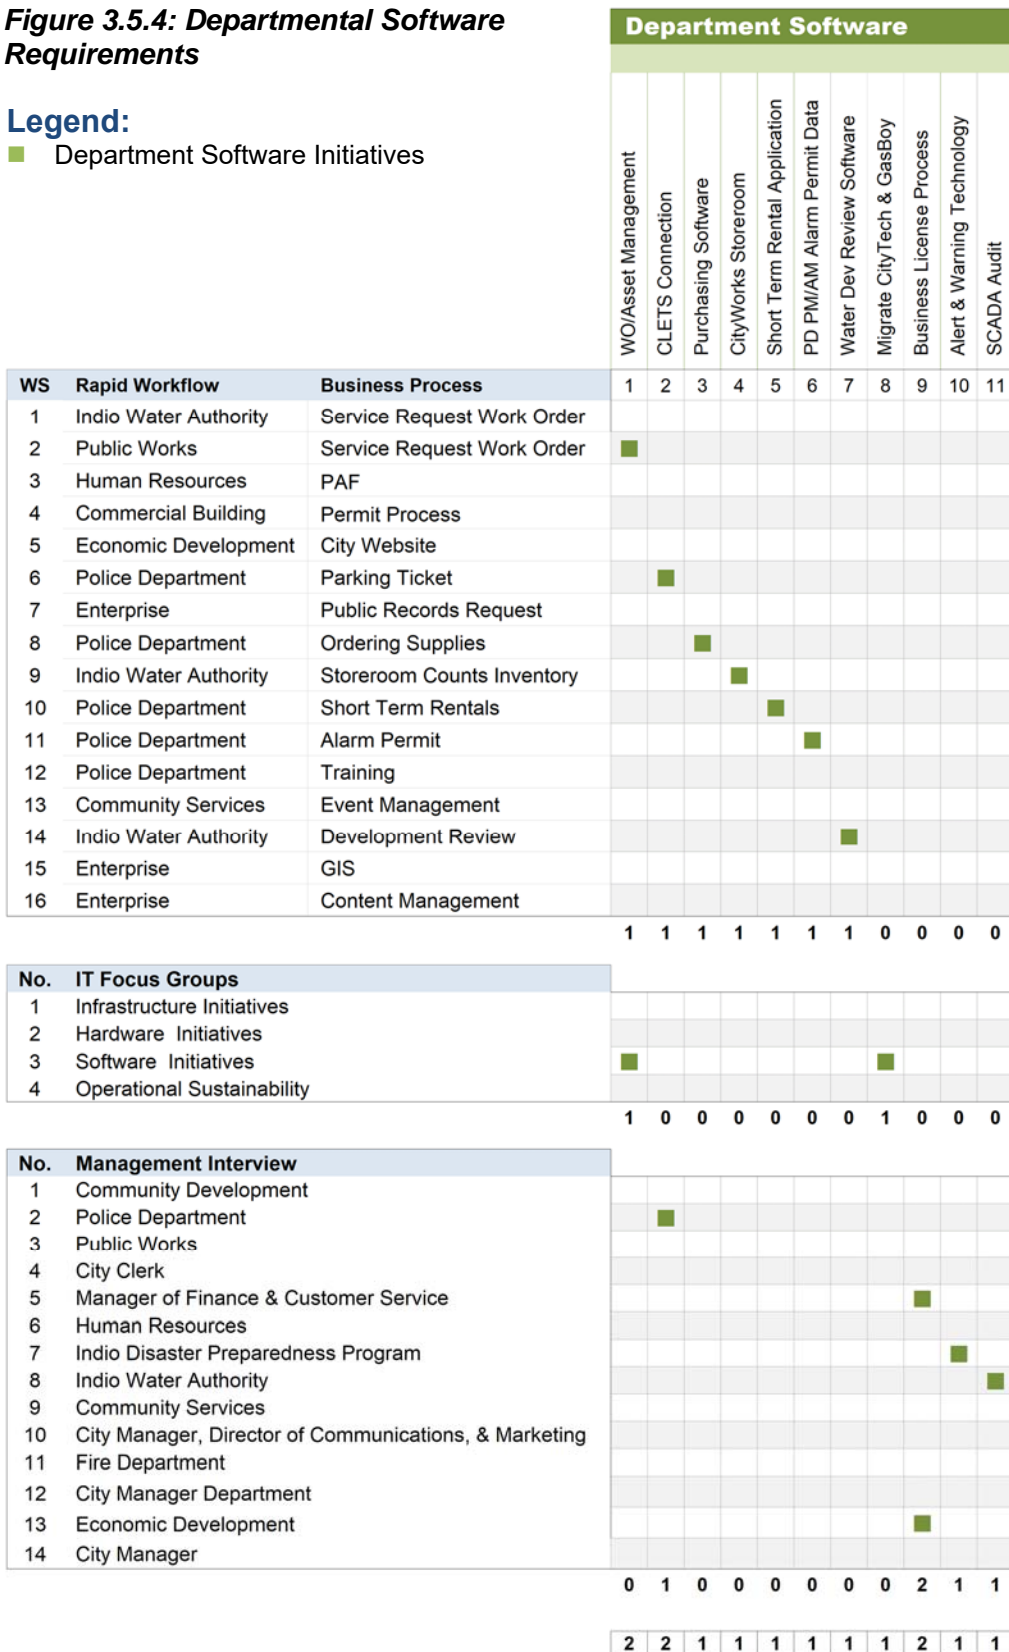 Figure 3.5.4: Departmental Software
Requirements
Department Software
Legend:
Department Software Initiatives
WO/Asset Management
CLETS Connection
Purchasing Software
CityWorks Storeroom
Short Term Rental Application
PD PM/AM Alarm Permit Data
Water Dev Review Software
Migrate CityTech & GasBoy
Business License Process
Alert & Warning Technology
SCADA Audit
WS Rapid Workflow Business Process 1 2 3 4 5 6 7 8 9 10 11
1 Indio Water Authority Service Request Work Order
2 Public Works Service Request Work Order
3 Human Resources PAF
4 Commercial Building Permit Process
5 Economic Development City Website
6 Police Department Parking Ticket
7 Enterprise Public Records Request
8 Police Department Ordering Supplies
9 Indio Water Authority Storeroom Counts Inventory
10 Police Department Short Term Rentals
11 Police Department Alarm Permit
12 Police Department Training
13 Community Services Event Management
14 Indio Water Authority Development Review
15 Enterprise GIS
16 Enterprise Content Management
1 1 1 1 1 1 1 0 0 0 0
No. IT Focus Groups
1 Infrastructure Initiatives
2 Hardware Initiatives
3 Software Initiatives
4 Operational Sustainability
1 0 0 0 0 0 0 1 0 0 0
No. Management Interview
1 Community Development
2 Police Department
3 Public Works
4 City Clerk
5 Manager of Finance & Customer Service
6 Human Resources
7 Indio Disaster Preparedness Program
8 Indio Water Authority
9 Community Services
10 City Manager, Director of Communications, & Marketing
11 Fire Department
12 City Manager Department
13 Economic Development
14 City Manager
0 1 0 0 0 0 0 0 2 1 1
2 2 1 1 1 1 1 1 2 1 1